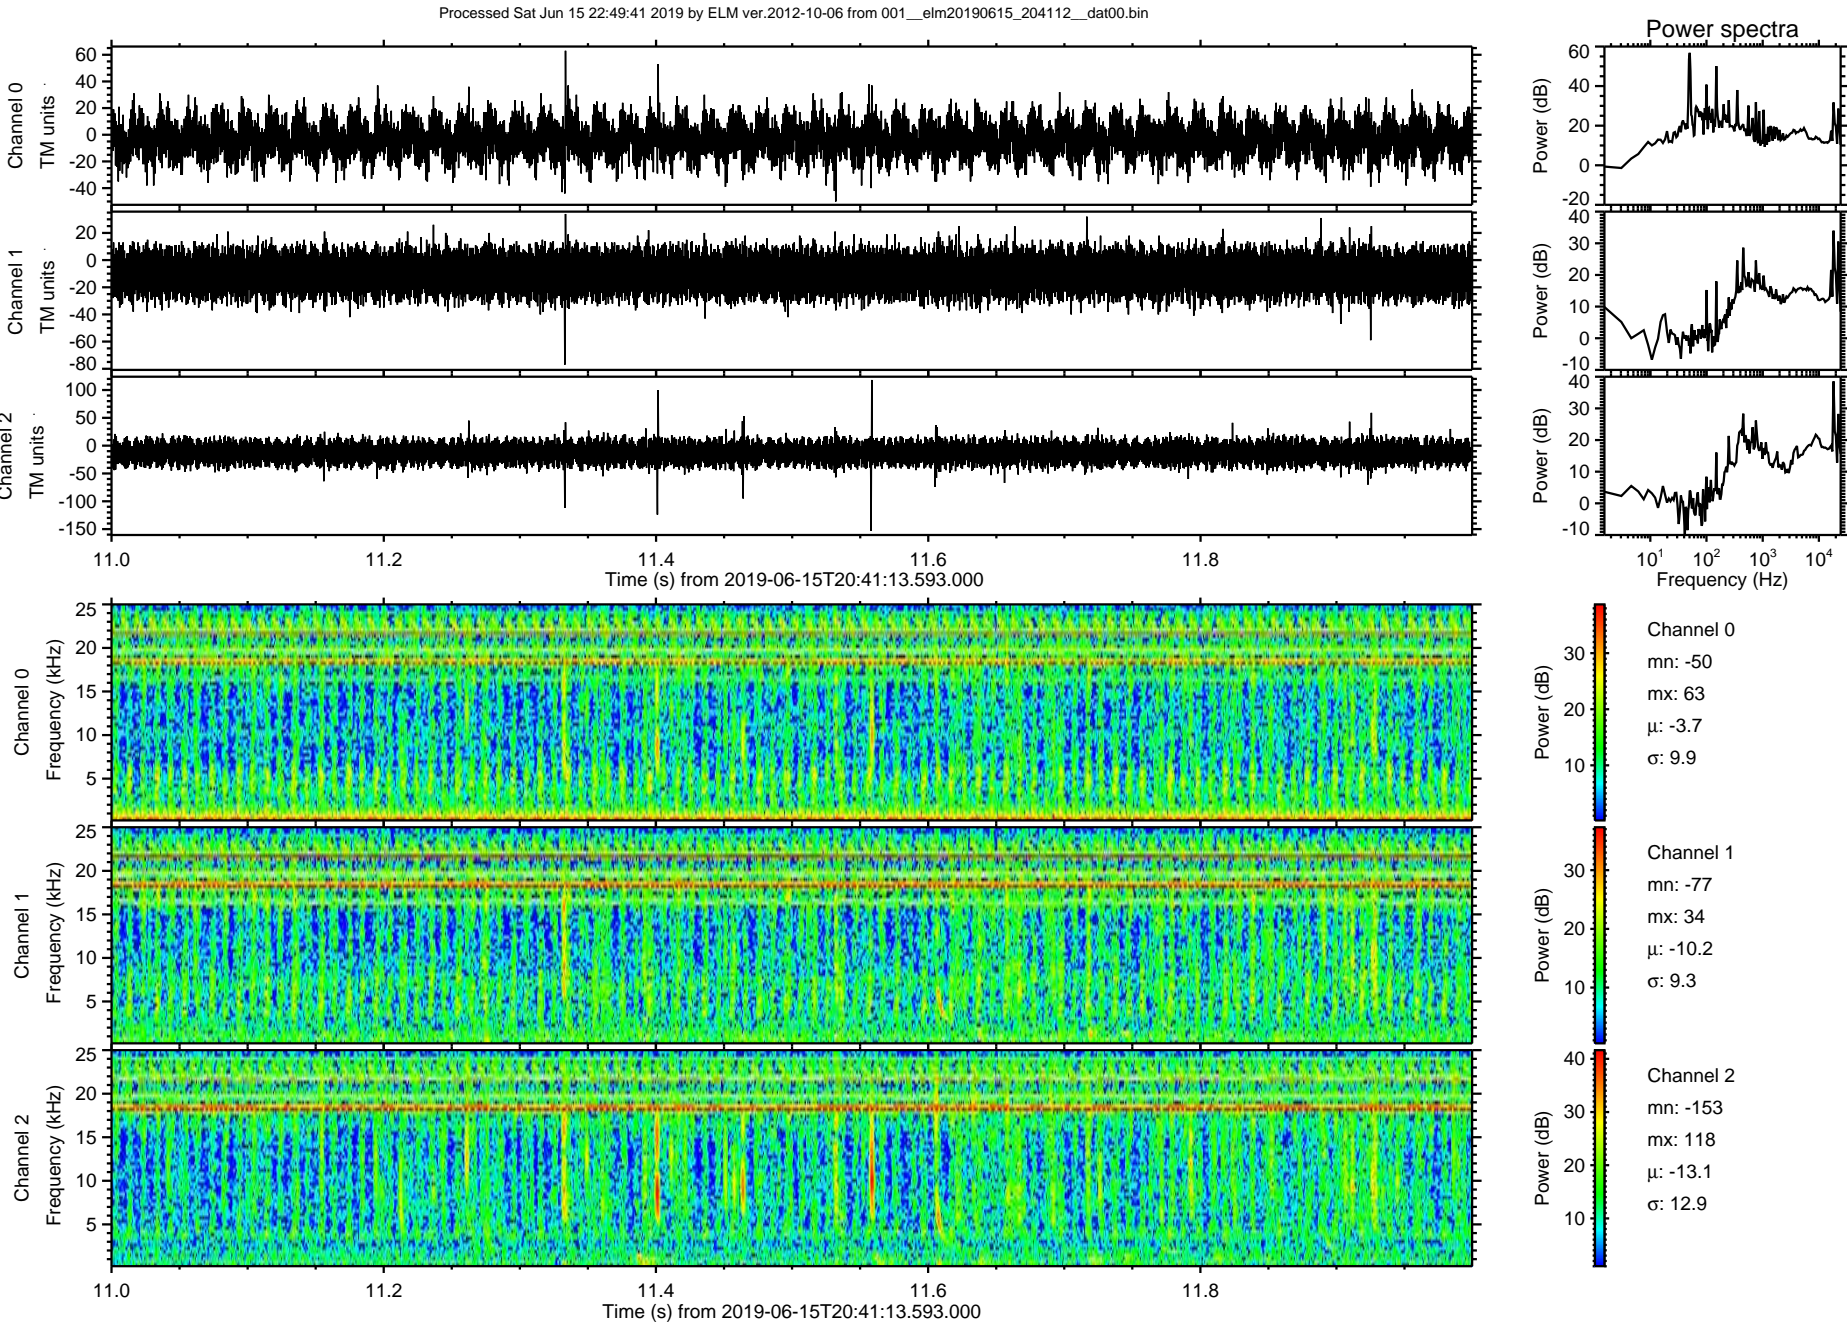 Processed Sat Jun 15 22:49:41 2019 by ELM ver.2012-10-06 from 001__elm20190615_204112__dat00.bin
Power spectra
Channel 0
TM units
60
40
20
0
-20
-40
Power (dB)
60
40
20
0
-20
Channel 1
TM units
20
0
-20
-40
-60
-80
Power (dB)
40
30
20
10
0
-10
Channel 2
TM units
100
50
0
-50
-100
-150
Power (dB)
40
30
20
10
0
-10
11.0 11.2 11.4 11.6 11.8
Time (s) from 2019-06-15T20:41:13.593.000
10^1 10^2 10^3 10^4
Frequency (Hz)
Channel 0
Frequency (kHz)
25
20
15
10
5
Power (dB)
30
20
10
Channel 0
mn: -50
mx: 63
μ: -3.7
σ: 9.9
Channel 1
Frequency (kHz)
25
20
15
10
5
Power (dB)
30
20
10
Channel 1
mn: -77
mx: 34
μ: -10.2
σ: 9.3
Channel 2
Frequency (kHz)
25
20
15
10
5
Power (dB)
40
30
20
10
Channel 2
mn: -153
mx: 118
μ: -13.1
σ: 12.9
11.0 11.2 11.4 11.6 11.8
Time (s) from 2019-06-15T20:41:13.593.000